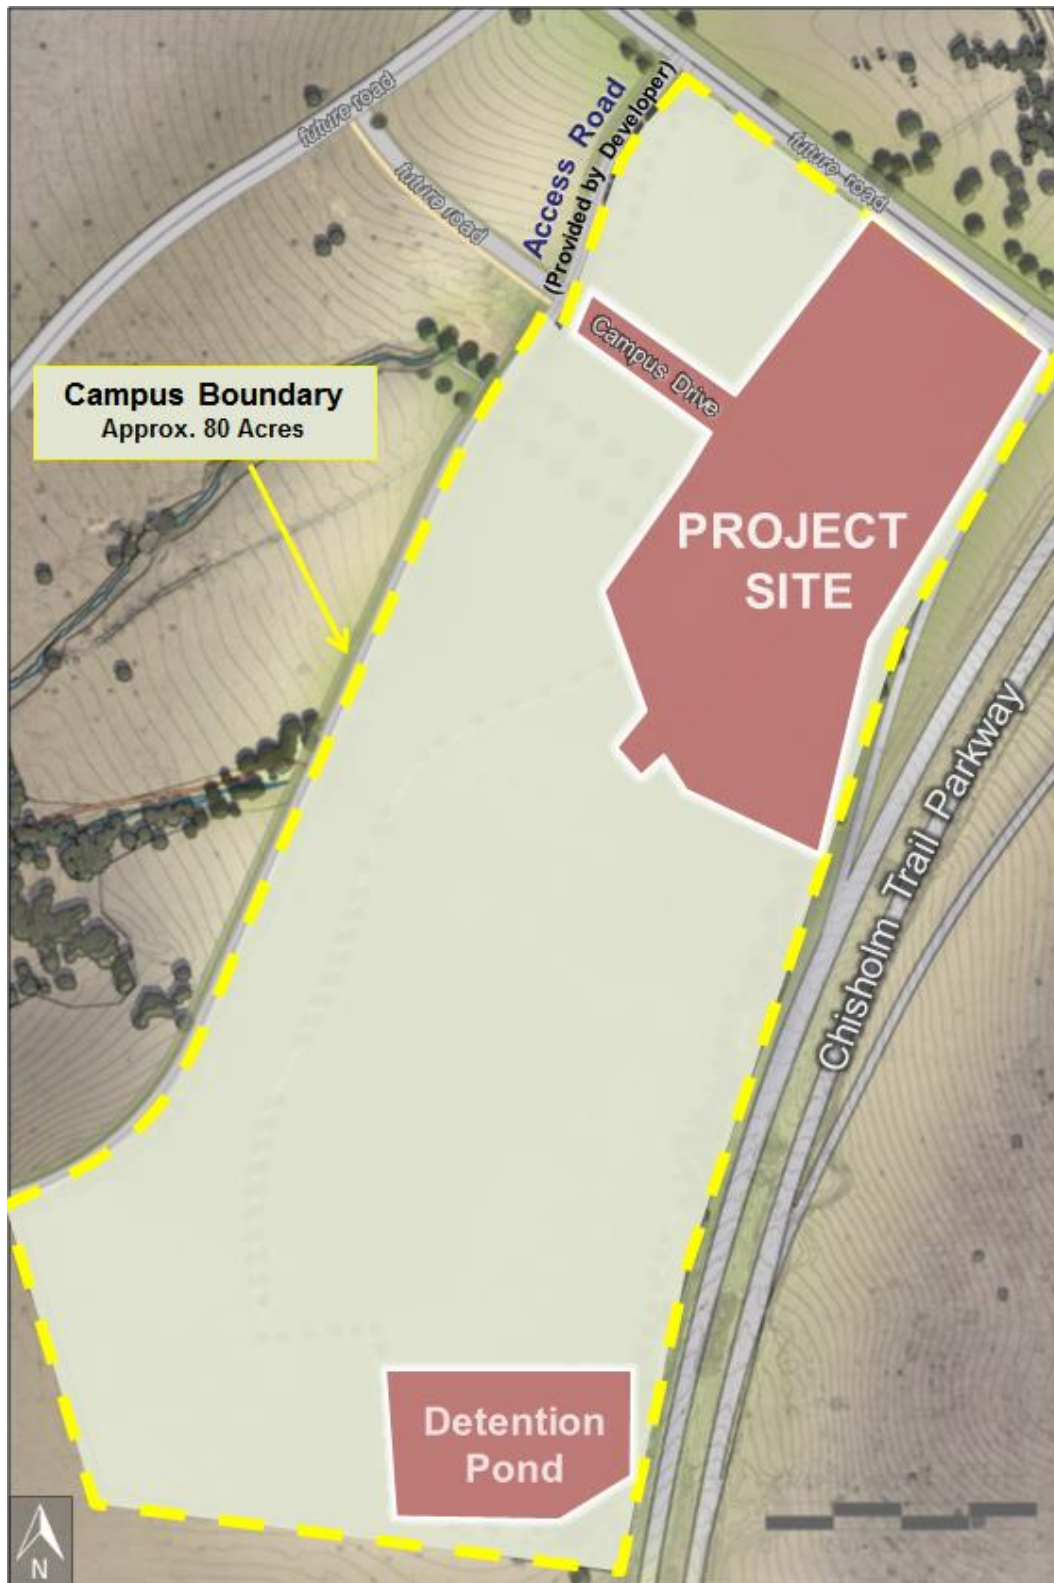 future road
future road
Access Road
(Provided by Developer)
future road
Campus Drive
Campus Boundary
Approx. 80 Acres
PROJECT
SITE
Chisholm Trail Parkway
Detention
Pond
N